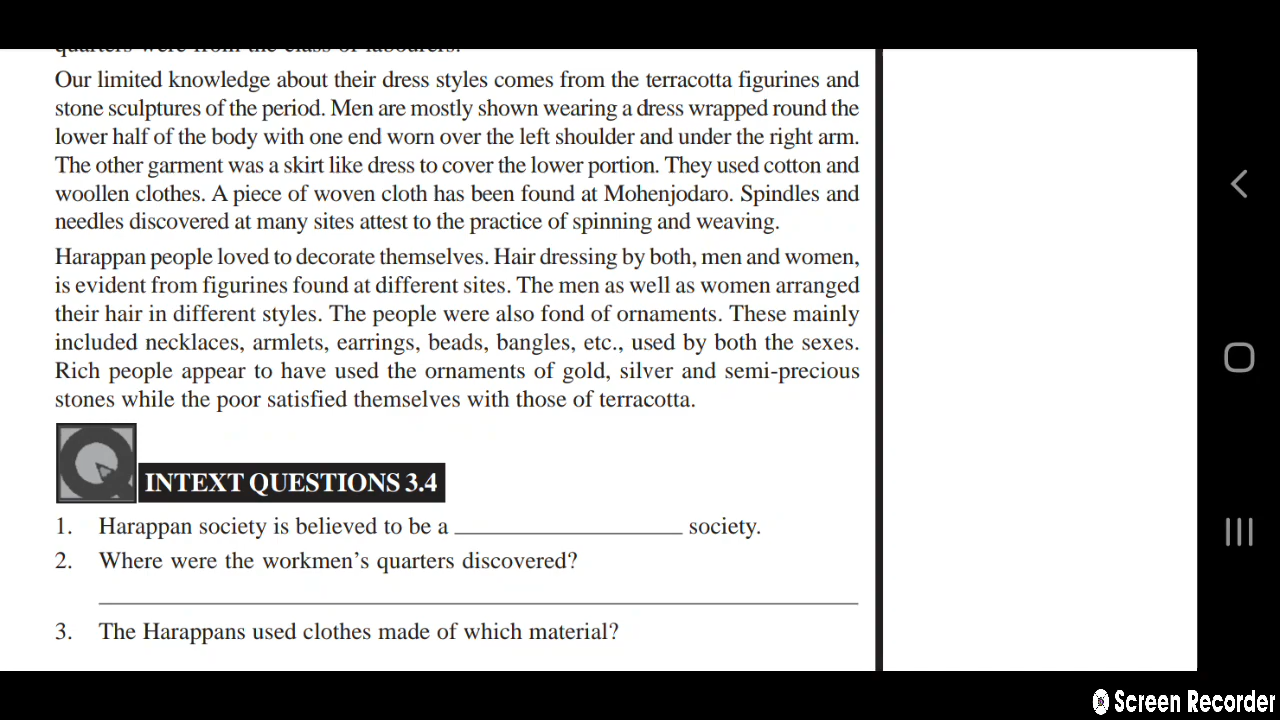 quarters were from the class of labourers.
Our limited knowledge about their dress styles comes from the terracotta figurines and
stone sculptures of the period. Men are mostly shown wearing a dress wrapped round the
lower half of the body with one end worn over the left shoulder and under the right arm.
The other garment was a skirt like dress to cover the lower portion. They used cotton and
woollen clothes. A piece of woven cloth has been found at Mohenjodaro. Spindles and
needles discovered at many sites attest to the practice of spinning and weaving.
Harappan people loved to decorate themselves. Hair dressing by both, men and women,
is evident from figurines found at different sites. The men as well as women arranged
their hair in different styles. The people were also fond of ornaments. These mainly
included necklaces, armlets, earrings, beads, bangles, etc., used by both the sexes.
Rich people appear to have used the ornaments of gold, silver and semi-precious
stones while the poor satisfied themselves with those of terracotta.
INTEXT QUESTIONS 3.4
1. Harappan society is believed to be a ____________________ society.
2. Where were the workmen’s quarters discovered?
3. The Harappans used clothes made of which material?
Screen Recorder